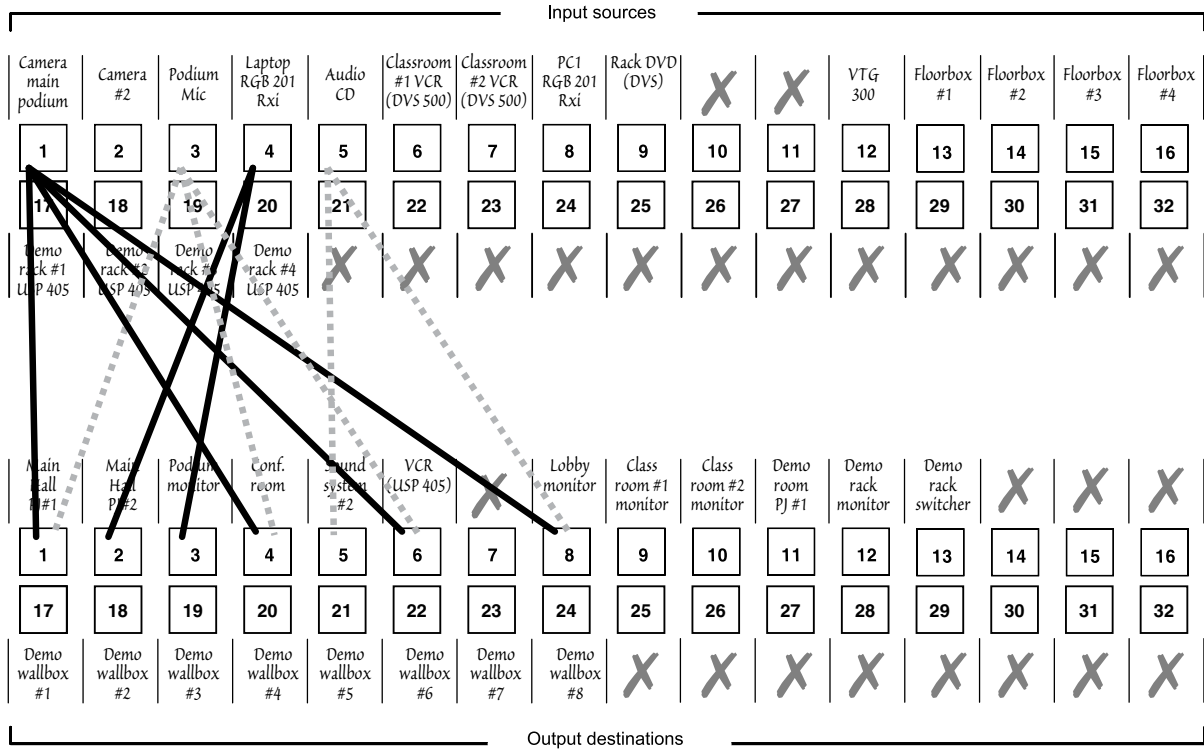 Input sources
Camera main podium
Camera #2
Podium Mic
Laptop RGB 201 Rxi
Audio CD
Classroom #1 VCR (DVS 500)
Classroom #2 VCR (DVS 500)
PC1 RGB 201 Rxi
Rack DVD (DVS)
VTG 300
Floorbox #1
Floorbox #2
Floorbox #3
Floorbox #4
1 2 3 4 5 6 7 8 9 10 11 12 13 14 15 16
17 18 19 20 21 22 23 24 25 26 27 28 29 30 31 32
Demo rack #1 USP 405
Demo rack #2 USP 405
Demo rack USP 405
Demo rack #4 USP 405
Main Hall PJ#1
Main Hall PJ#2
Podium monitor
Conf. room
Sound system #2
VCR (USP 405)
Lobby monitor
Class room #1 monitor
Class room #2 monitor
Demo room PJ #1
Demo rack monitor
Demo rack switcher
1 2 3 4 5 6 7 8 9 10 11 12 13 14 15 16
17 18 19 20 21 22 23 24 25 26 27 28 29 30 31 32
Demo wallbox #1
Demo wallbox #2
Demo wallbox #3
Demo wallbox #4
Demo wallbox #5
Demo wallbox #6
Demo wallbox #7
Demo wallbox #8
Output destinations